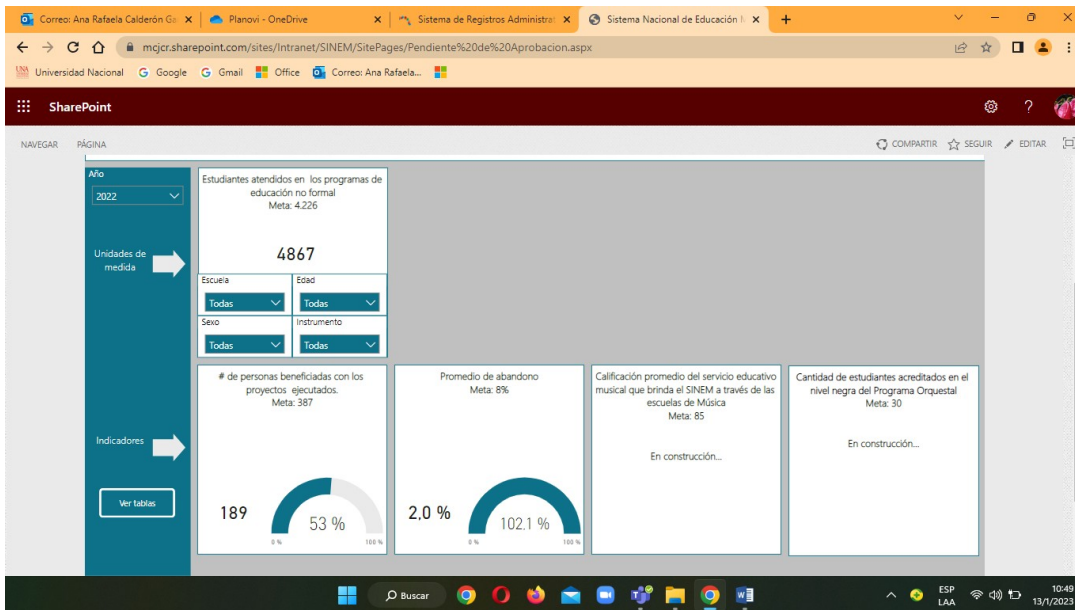 Correo: Ana Rafaela Calderón Ga
Planovi - OneDrive
Sistema de Registros Administrat
Sistema Nacional de Educación
mcjcr.sharepoint.com/sites/Intranet/SINEM/SitePages/Pendiente%20de%20Aprobacion.aspx
Universidad Nacional
Google
Gmail
Office
Correo: Ana Rafaela...
SharePoint
NAVEGAR
PÁGINA
COMPARTIR
SEGUIR
EDITAR
Año
2022
Unidades de
medida
Estudiantes atendidos en los programas de
educación no formal
Meta: 4.226
4867
Escuela
Edad
Todas
Todas
Sexo
Instrumento
Todas
Todas
Indicadores
Ver tablas
# de personas beneficiadas con los
proyectos ejecutados.
Meta: 387
189
53 %
0 %
100 %
Promedio de abandono
Meta: 8%
2,0 %
102.1 %
0 %
100 %
Calificación promedio del servicio educativo
musical que brinda el SINEM a través de las
escuelas de Música
Meta: 85
En construcción...
Cantidad de estudiantes acreditados en el
nivel negra del Programa Orquestal
Meta: 30
En construcción...
Buscar
ESP
LAA
10:49
13/1/2023